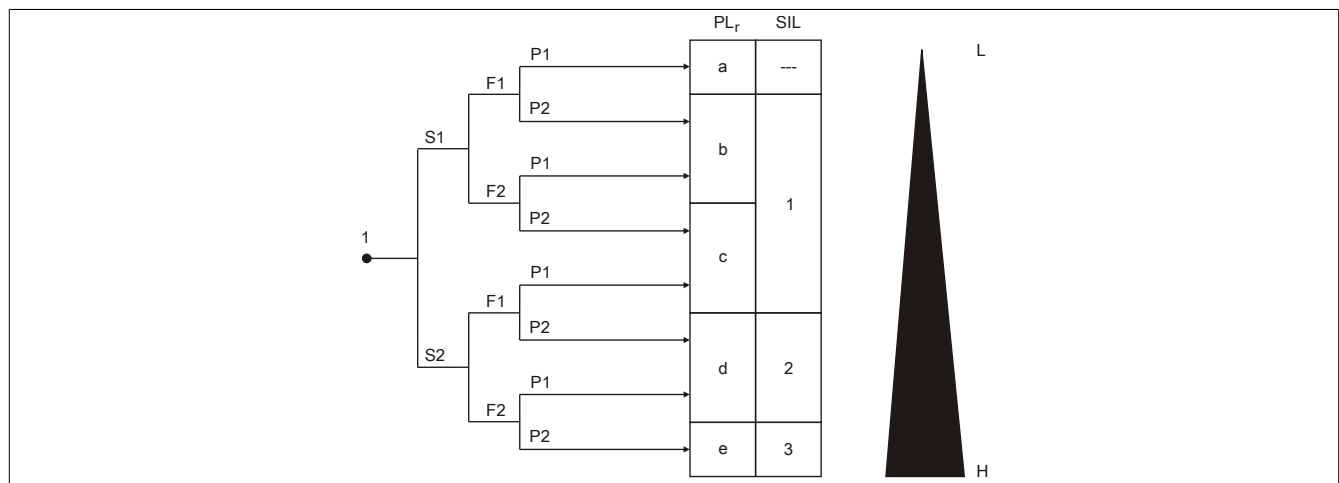 PLr SIL
P1 a --- L
F1
P2
S1 b
P1
F2 1
P2
1 c
P1
F1
P2
S2 d 2
P1
F2
P2 e 3
H